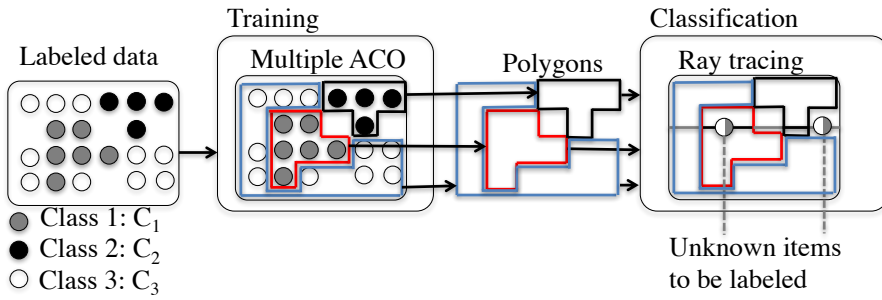 Training
Classification
Labeled data
Multiple ACO
Polygons
Ray tracing
Class 1: C1
Class 2: C2
Class 3: C3
Unknown items
to be labeled